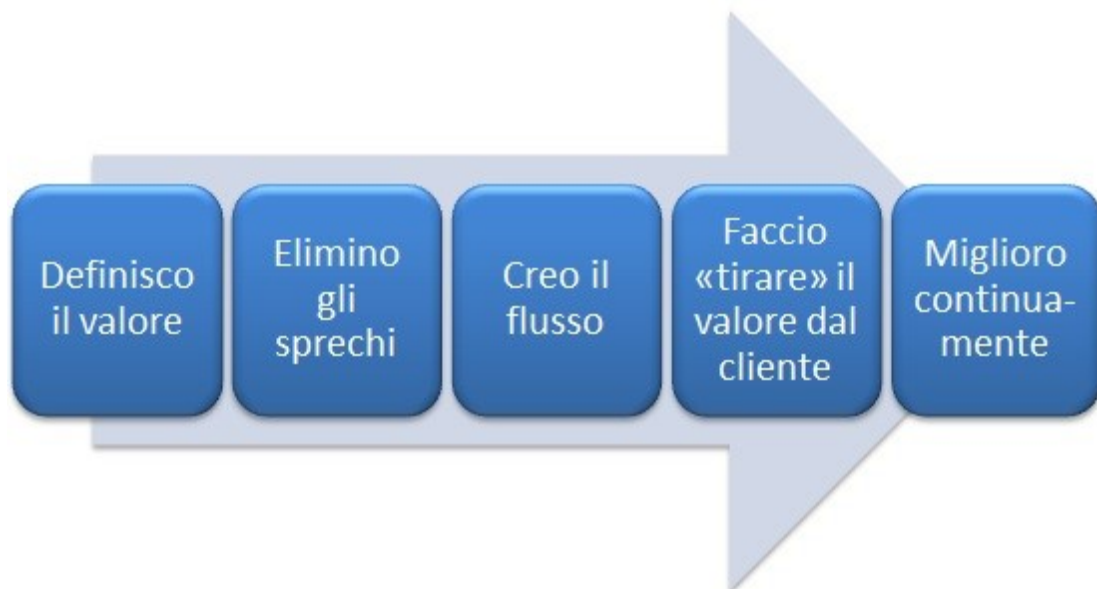 Definisco
il valore
Elimino
gli
sprechi
Creo il
flusso
Faccio
«tirare» il
valore dal
cliente
Miglioro
continua-
mente